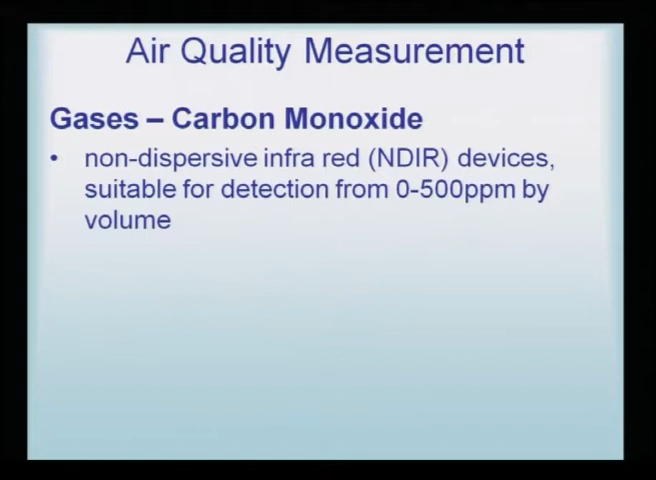 Air Quality Measurement
Gases – Carbon Monoxide
• non-dispersive infra red (NDIR) devices,
suitable for detection from 0-500ppm by
volume